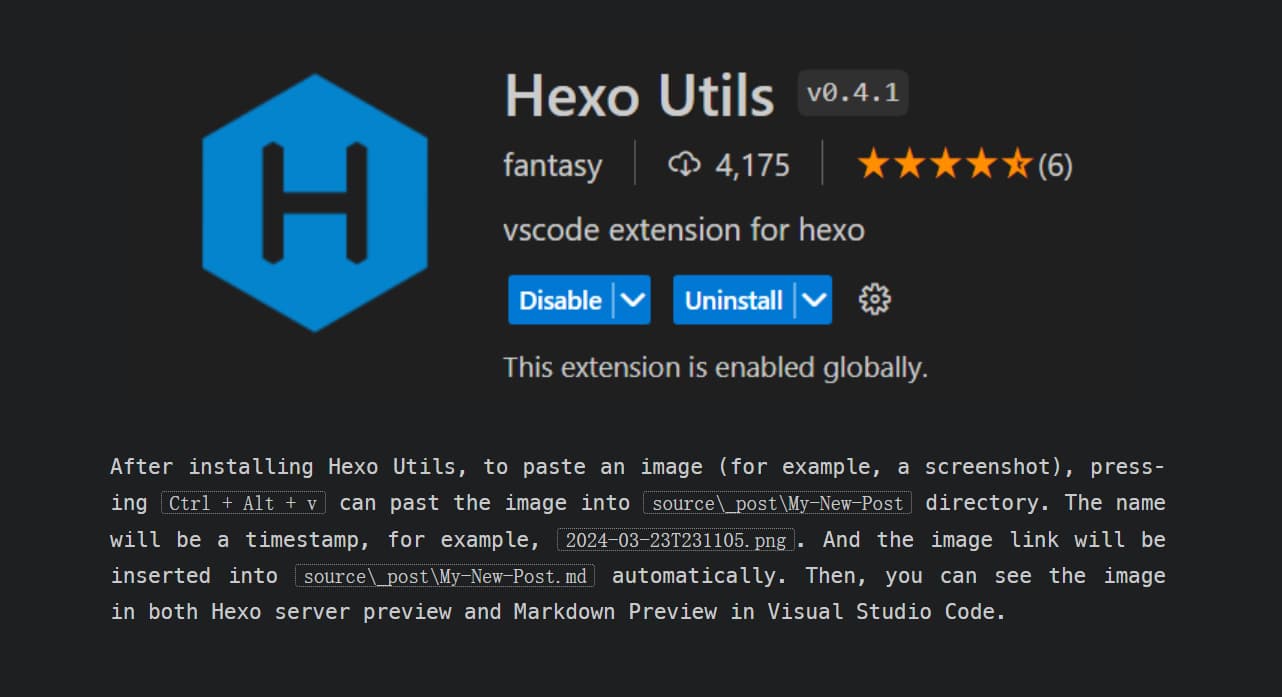 Hexo Utils v0.4.1
fantasy 4,175 (6)
vscode extension for hexo
Disable Uninstall
This extension is enabled globally.
After installing Hexo Utils, to paste an image (for example, a screenshot), press-
ing Ctrl + Alt + v can past the image into source\_post\My-New-Post directory. The name
will be a timestamp, for example, 2024-03-23T231105.png. And the image link will be
inserted into source\_post\My-New-Post.md automatically. Then, you can see the image
in both Hexo server preview and Markdown Preview in Visual Studio Code.